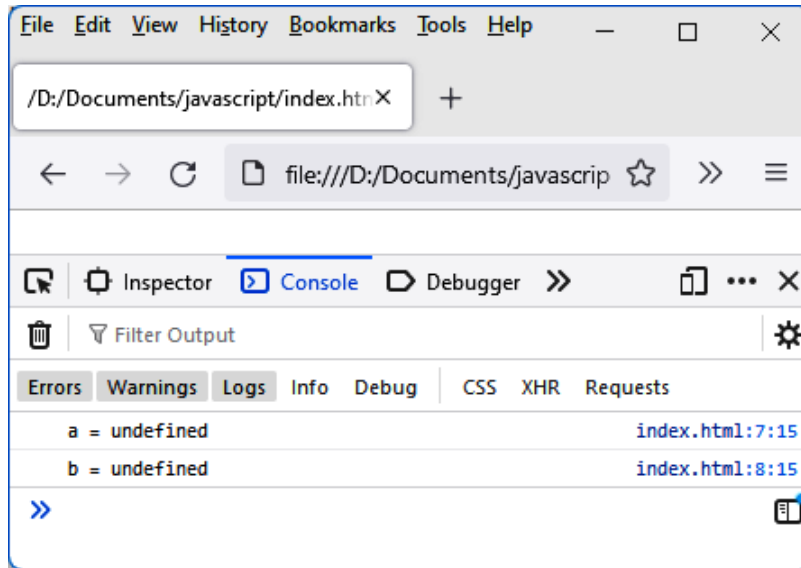 File Edit View History Bookmarks Tools Help
/D:/Documents/javascript/index.htm
file:///D:/Documents/javascrip
Inspector Console Debugger
Filter Output
Errors Warnings Logs Info Debug CSS XHR Requests
a = undefined index.html:7:15
b = undefined index.html:8:15